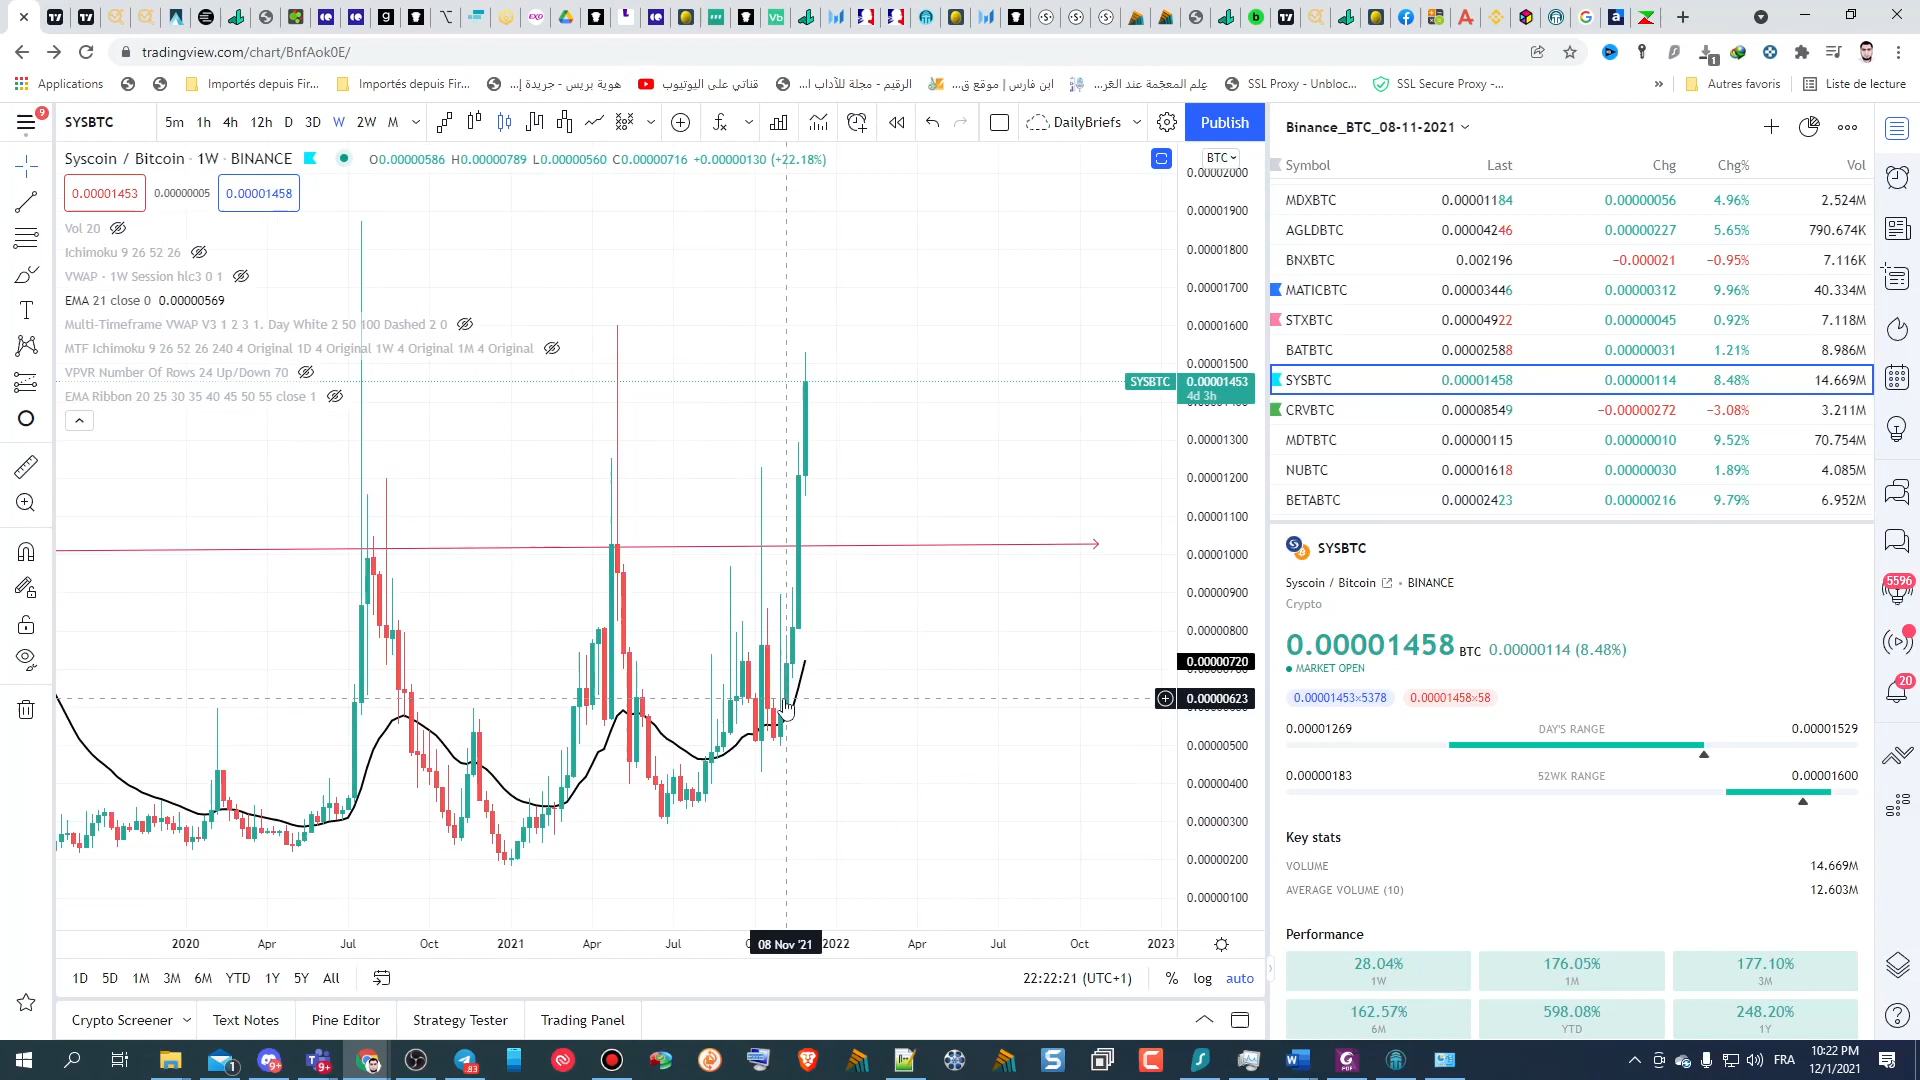 tradingview.com/chart/BnfAok0E/
Applications
Importés depuis Fir...
Importés depuis Fir...
هوية بريس - جريدة إ...
قناتي على اليوتيوب
الرقيم - مجلة للآداب ا...
ابن فارس | موقع ق...
علم المعجّمة عند العَر...
SSL Proxy - Unbloc...
SSL Secure Proxy -...
»
Autres favoris
Liste de lecture
9
SYSBTC
5m 1h 4h 12h D 3D W 2W M
DailyBriefs
Publish
Syscoin / Bitcoin · 1W · BINANCE
O0.00000586 H0.00000789 L0.00000560 C0.00000716 +0.00000130 (+22.18%)
0.00001453 0.00000005 0.00001458
Vol 20
Ichimoku 9 26 52 26
VWAP - 1W Session hlc3 0 1
EMA 21 close 0 0.00000569
Multi-Timeframe VWAP V3 1 2 3 1. Day White 2 50 100 Dashed 2 0
MTF Ichimoku 9 26 52 26 240 4 Original 1D 4 Original 1W 4 Original 1M 4 Original
VPVR Number Of Rows 24 Up/Down 70
EMA Ribbon 20 25 30 35 40 45 50 55 close 1
BTC
0.00002000
0.00001900
0.00001800
0.00001700
0.00001600
0.00001500
SYSBTC 0.00001453
4d 3h
0.00001300
0.00001200
0.00001100
0.00001000
0.00000900
0.00000800
0.00000720
0.00000623
0.00000500
0.00000400
0.00000300
0.00000200
0.00000100
2020 Apr Jul Oct 2021 Apr Jul 08 Nov '21 2022 Apr Jul Oct 2023
1D 5D 1M 3M 6M YTD 1Y 5Y All
22:22:21 (UTC+1) % log auto
Crypto Screener Text Notes Pine Editor Strategy Tester Trading Panel
Binance_BTC_08-11-2021
Symbol Last Chg Chg% Vol
MDXBTC 0.00001184 0.00000056 4.96% 2.524M
AGLDBTC 0.00004246 0.00000227 5.65% 790.674K
BNXBTC 0.002196 −0.000021 −0.95% 7.116K
MATICBTC 0.00003446 0.00000312 9.96% 40.334M
STXBTC 0.00004922 0.00000045 0.92% 7.118M
BATBTC 0.00002588 0.00000031 1.21% 8.986M
SYSBTC 0.00001458 0.00000114 8.48% 14.669M
CRVBTC 0.00008549 −0.00000272 −3.08% 3.211M
MDTBTC 0.00000115 0.00000010 9.52% 70.754M
NUBTC 0.00001618 0.00000030 1.89% 4.085M
BETABTC 0.00002423 0.00000216 9.79% 6.952M
SYSBTC
Syscoin / Bitcoin • BINANCE
Crypto
0.00001458 BTC 0.00000114 (8.48%)
MARKET OPEN
0.00001453×5378 0.00001458×58
0.00001269 DAY'S RANGE 0.00001529
0.00000183 52WK RANGE 0.00001600
Key stats
VOLUME 14.669M
AVERAGE VOLUME (10) 12.603M
Performance
28.04% 176.05% 177.10%
1W 1M 3M
162.57% 598.08% 248.20%
6M YTD 1Y
5596
20
FRA
10:22 PM
12/1/2021